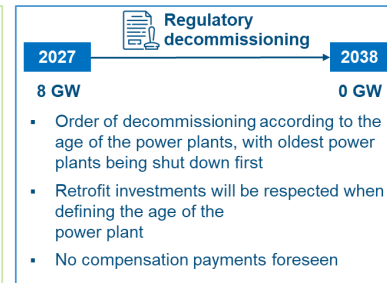 Regulatory
decommissioning
2027
2038
8 GW
0 GW
▪ Order of decommissioning according to the
age of the power plants, with oldest power
plants being shut down first
▪ Retrofit investments will be respected when
defining the age of the
power plant
▪ No compensation payments foreseen